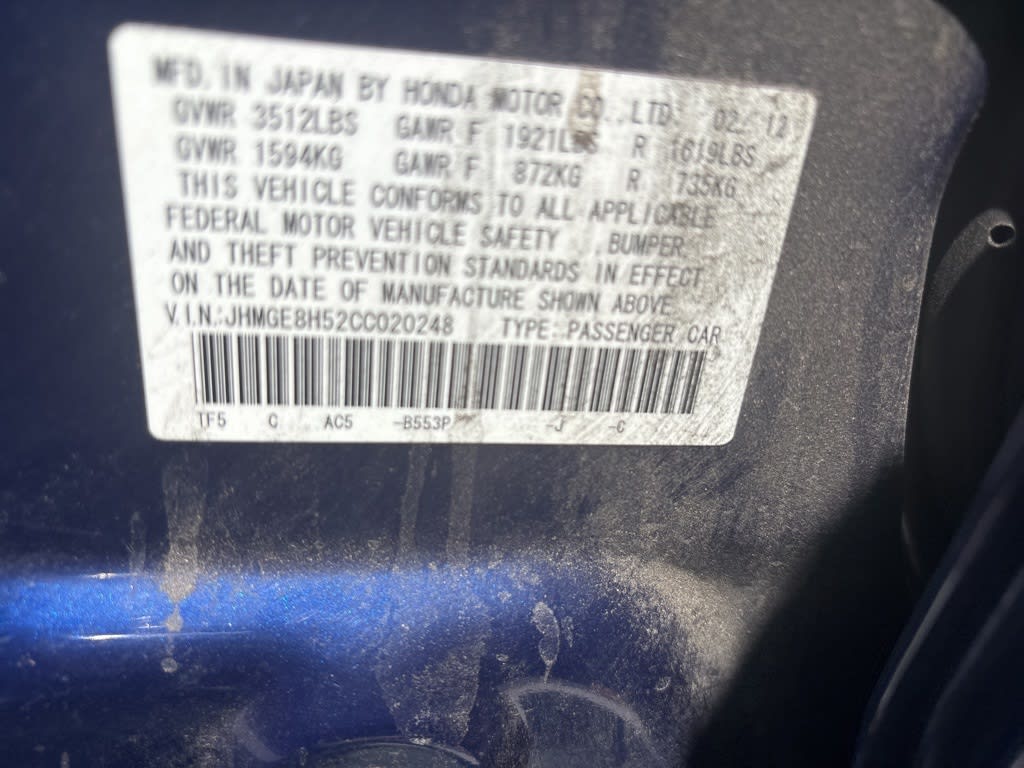 MFD. IN JAPAN BY HONDA MOTOR CO., LTD. 02/12
GVWR 3512LBS GAWR F 1921LBS R 1619LBS
GVWR 1594KG GAWR F 872KG R 735KG
THIS VEHICLE CONFORMS TO ALL APPLICABLE
FEDERAL MOTOR VEHICLE SAFETY , BUMPER
AND THEFT PREVENTION STANDARDS IN EFFECT
ON THE DATE OF MANUFACTURE SHOWN ABOVE
V.I.N.:JHMGE8H52CC020248 TYPE: PASSENGER CAR
TF5 C AC5 -B553P -J -C